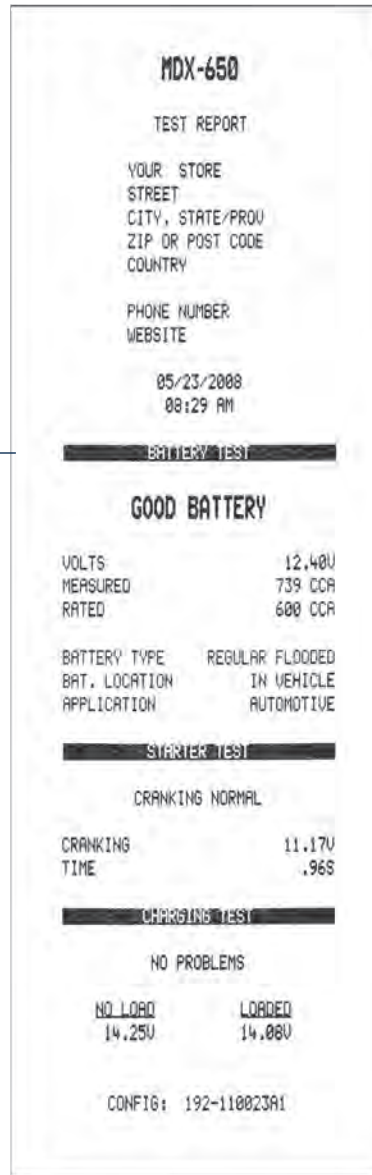 MDX-650
TEST REPORT
YOUR STORE
STREET
CITY, STATE/PROV
ZIP OR POST CODE
COUNTRY
PHONE NUMBER
WEBSITE
05/23/2008
08:29 AM
BATTERY TEST
GOOD BATTERY
VOLTS 12.40V
MEASURED 739 CCA
RATED 600 CCA
BATTERY TYPE REGULAR FLOODED
BAT. LOCATION IN VEHICLE
APPLICATION AUTOMOTIVE
STARTER TEST
CRANKING NORMAL
CRANKING 11.17V
TIME .96S
CHARGING TEST
NO PROBLEMS
NO LOAD LOADED
14.25V 14.08V
CONFIG: 192-110023A1